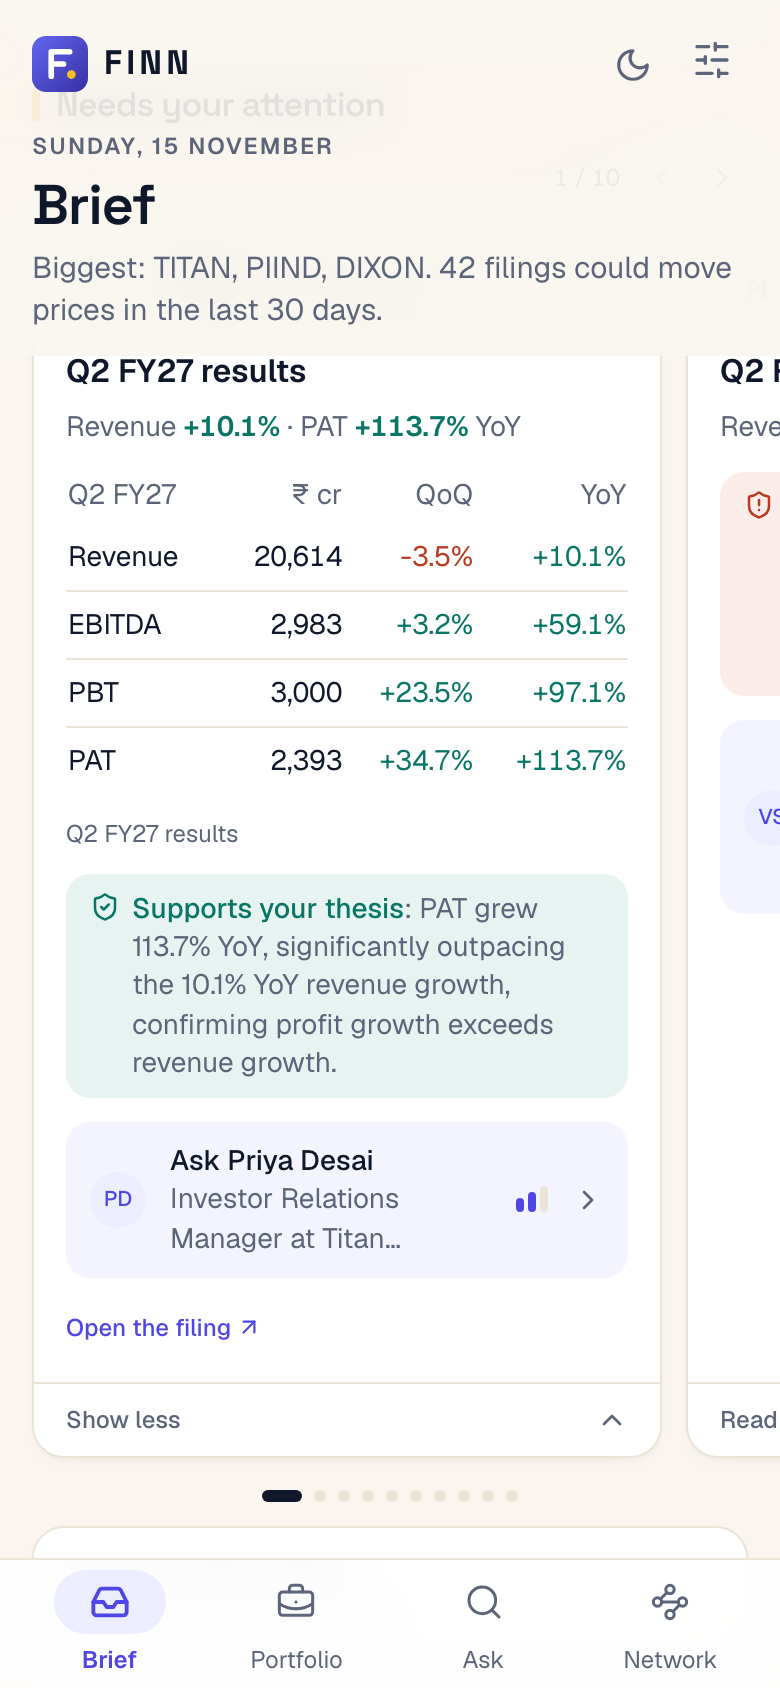 F. FINN
Needs your attention
SUNDAY, 15 NOVEMBER
1 / 10
Brief
Biggest: TITAN, PIIND, DIXON. 42 filings could move
prices in the last 30 days.
PI
Q2 FY27 results
Revenue +10.1% · PAT +113.7% YoY
Q2 FY27 ₹ cr QoQ YoY
Revenue 20,614 -3.5% +10.1%
EBITDA 2,983 +3.2% +59.1%
PBT 3,000 +23.5% +97.1%
PAT 2,393 +34.7% +113.7%
Q2 FY27 results
Supports your thesis: PAT grew
113.7% YoY, significantly outpacing
the 10.1% YoY revenue growth,
confirming profit growth exceeds
revenue growth.
PD
Ask Priya Desai
Investor Relations
Manager at Titan...
Open the filing
Show less
Q2 F
Reve
VS
Read
Brief Portfolio Ask Network